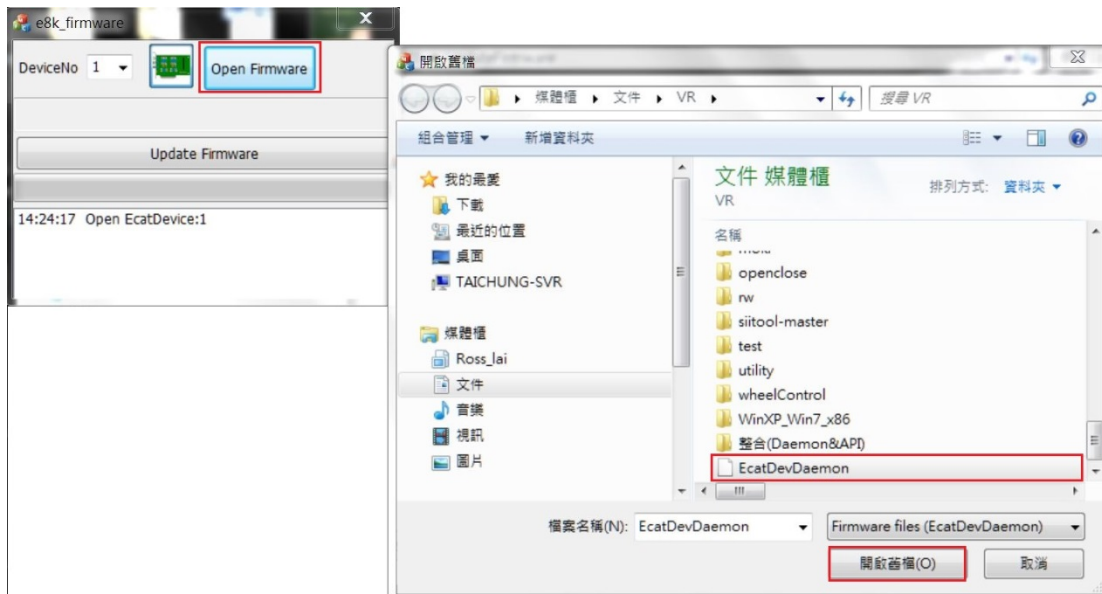 e8k_firmware
X
DeviceNo 1
Open Firmware
Update Firmware
14:24:17 Open EcatDevice:1
開啟舊檔
媒體櫃 文件 VR
搜尋 VR
組合管理 新增資料夾
我的最愛
下載
最近的位置
桌面
TAICHUNG-SVR
媒體櫃
Ross_lai
文件
音樂
視訊
圖片
文件 媒體櫃
VR
排列方式: 資料夾
名稱
openclose
rw
siitool-master
test
utility
wheelControl
WinXP_Win7_x86
整合(Daemon&API)
EcatDevDaemon
檔案名稱(N): EcatDevDaemon
Firmware files (EcatDevDaemon)
開啟舊檔(O) 取消